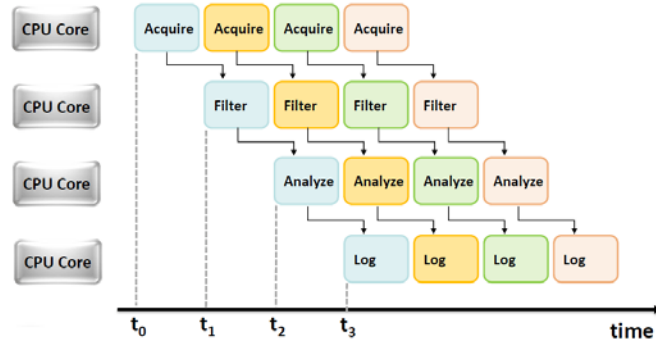 CPU Core Acquire Acquire Acquire Acquire
CPU Core Filter Filter Filter Filter
CPU Core Analyze Analyze Analyze Analyze
CPU Core Log Log Log Log
t0 t1 t2 t3 time